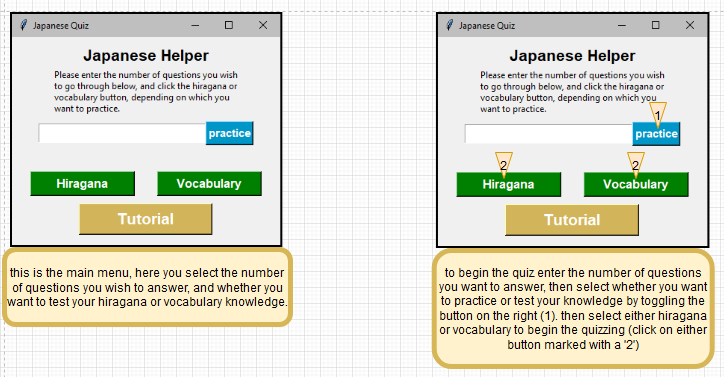 Japanese Quiz
Japanese Helper
Please enter the number of questions you wish
to go through below, and click the hiragana or
vocabulary button, depending on which you
want to practice.
practice
Hiragana
Vocabulary
Tutorial
this is the main menu, here you select the number
of questions you wish to answer, and whether you
want to test your hiragana or vocabulary knowledge.
Japanese Quiz
Japanese Helper
Please enter the number of questions you wish
to go through below, and click the hiragana or
vocabulary button, depending on which you
want to practice.
1
practice
2
2
Hiragana
Vocabulary
Tutorial
to begin the quiz enter the number of questions
you want to answer, then select whether you want
to practice or test your knowledge by toggling the
button on the right (1). then select either hiragana
or vocabulary to begin the quizzing (click on either
button marked with a '2')